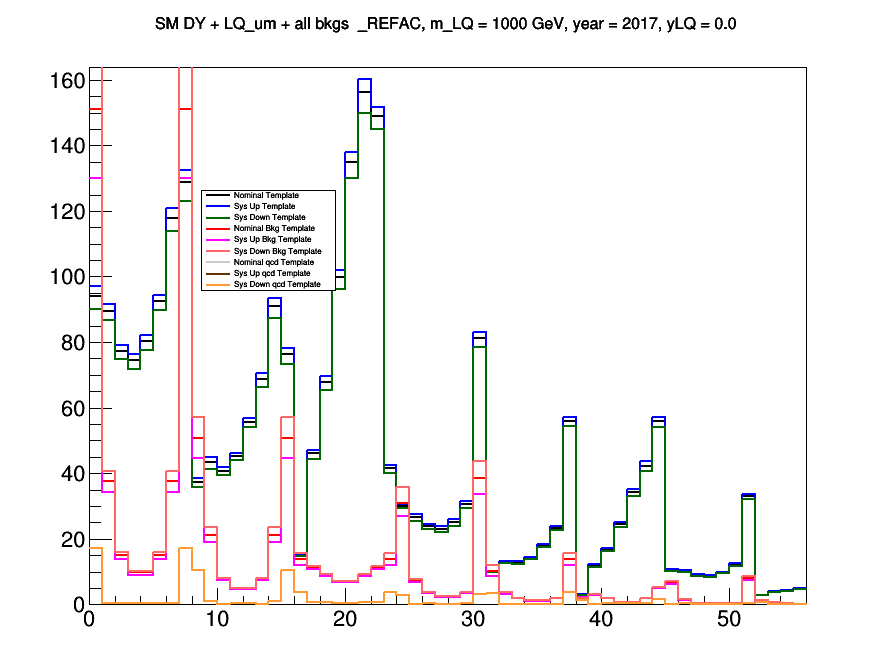 SM DY + LQ_um + all bkgs _REFAC, m_LQ = 1000 GeV, year = 2017, yLQ = 0.0
160
140
120
100
80
60
40
20
0
Nominal Template
Sys Up Template
Sys Down Template
Nominal Bkg Template
Sys Up Bkg Template
Sys Down Bkg Template
Nominal qcd Template
Sys Up qcd Template
Sys Down qcd Template
0 10 20 30 40 50